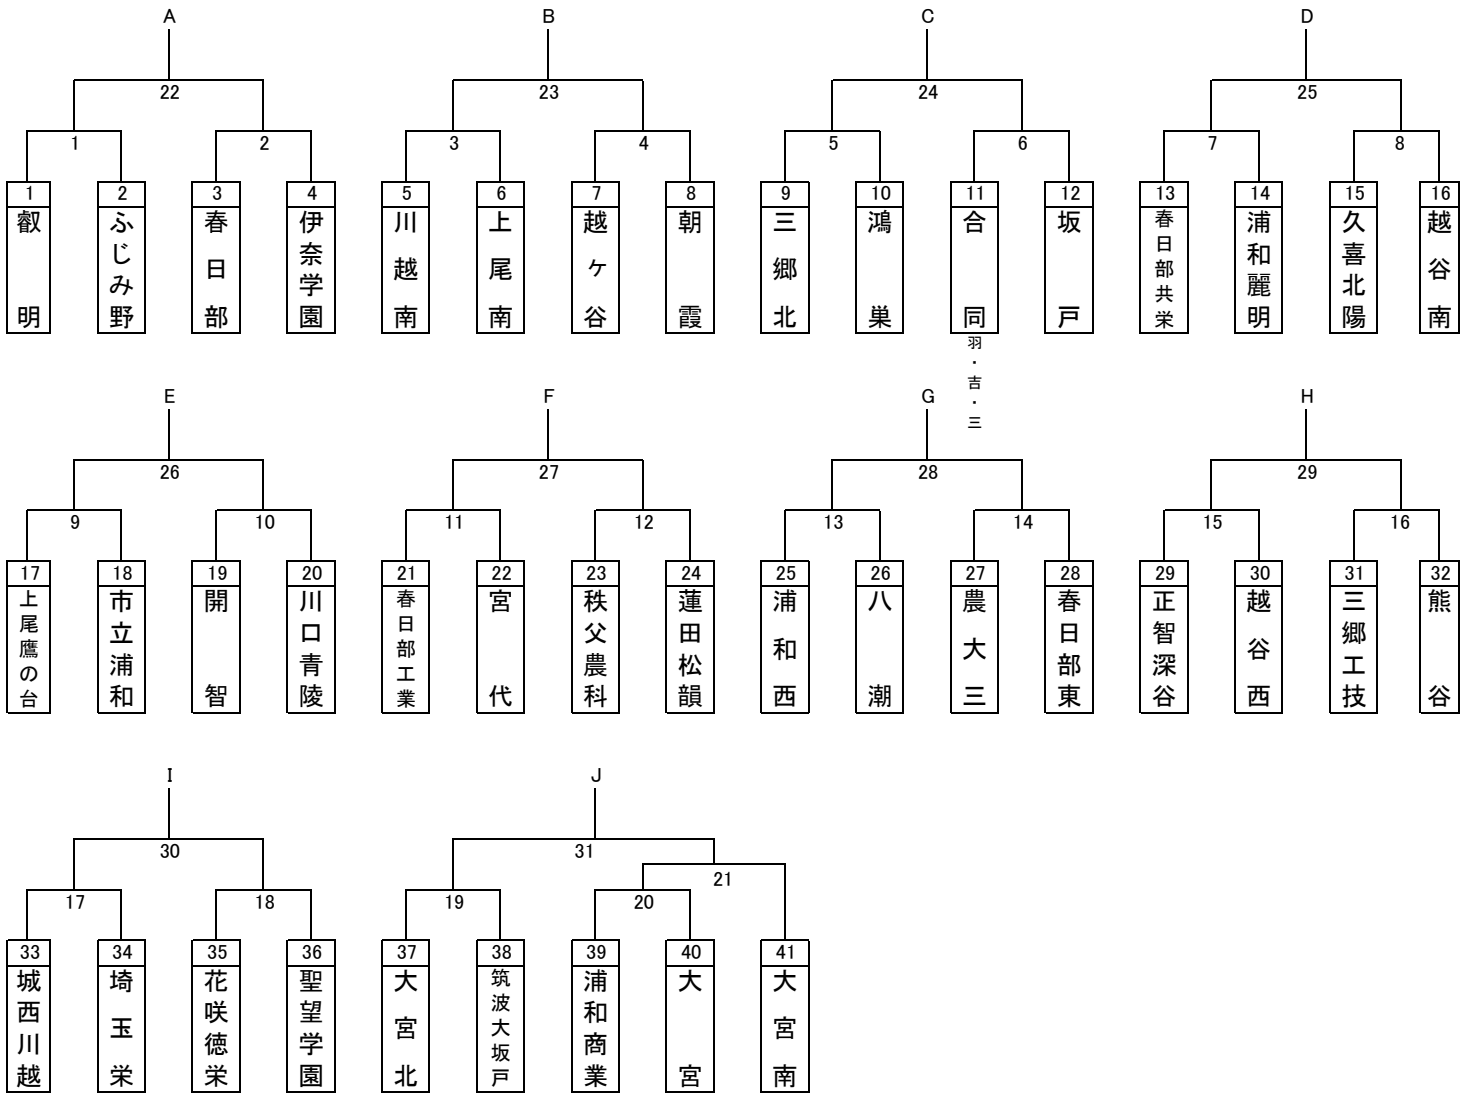 A B C D
22 23 24 25
1 2 3 4 5 6 7 8
1 2 3 4 5 6 7 8 9 10 11 12 13 14 15 16
叡明
ふじみ野
春日部
伊奈学園
川越南
上尾南
越ケ谷
朝霞
三郷北
鴻巣
合同
羽・吉・三
坂戸
春日部共栄
浦和麗明
久喜北陽
越谷南
E F G H
26 27 28 29
9 10 11 12 13 14 15 16
17 18 19 20 21 22 23 24 25 26 27 28 29 30 31 32
上尾鷹の台
市立浦和
開智
川口青陵
春日部工業
宮代
秩父農科
蓮田松韻
浦和西
八潮
農大三
春日部東
正智深谷
越谷西
三郷工技
熊谷
I J
30 31
21
17 18 19 20
33 34 35 36 37 38 39 40 41
城西川越
埼玉栄
花咲徳栄
聖望学園
大宮北
筑波大坂戸
浦和商業
大宮
大宮南